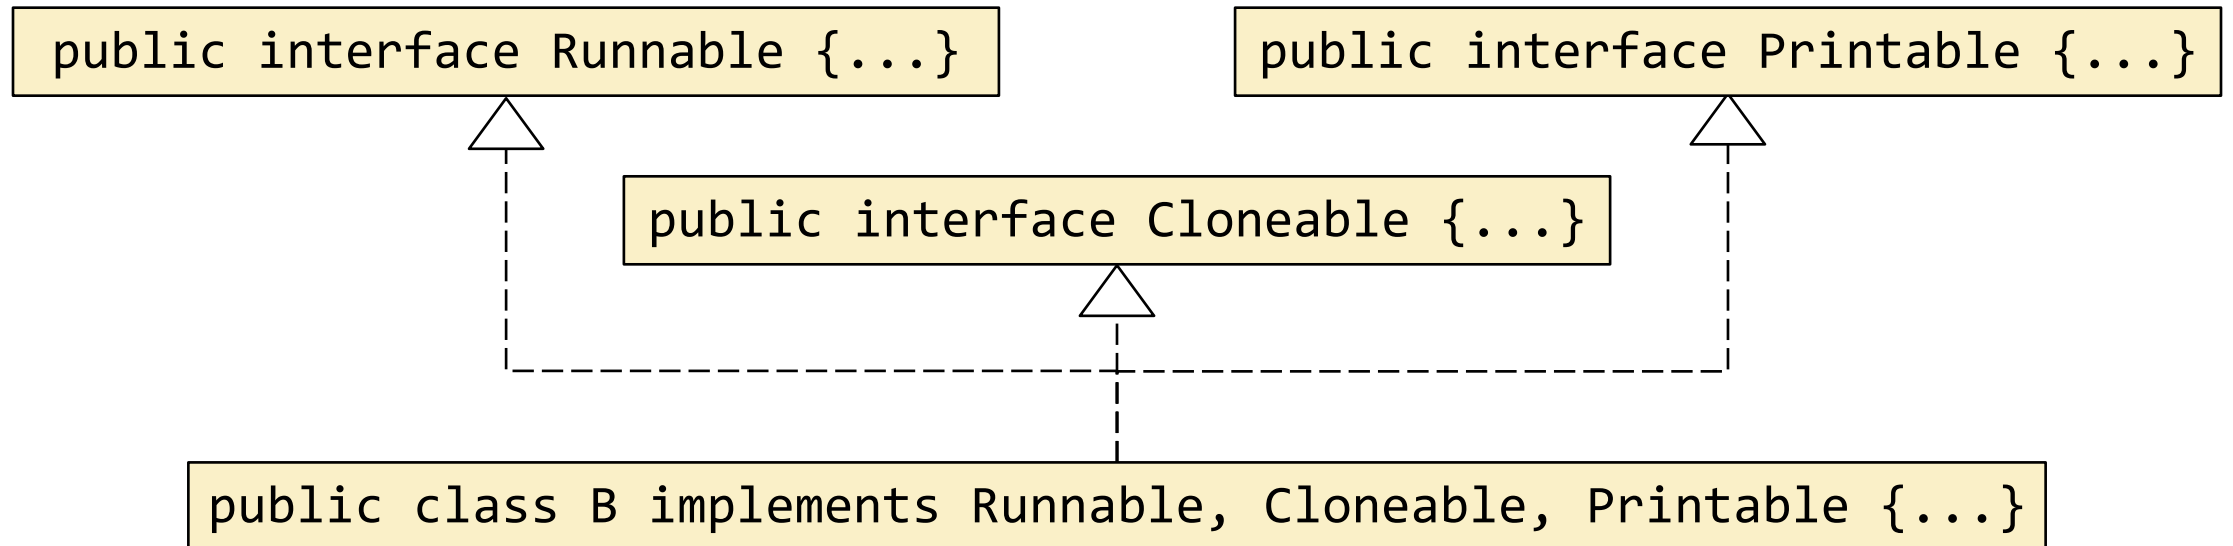 public interface Runnable {...}
public interface Printable {...}
public interface Cloneable {...}
public class B implements Runnable, Cloneable, Printable {...}